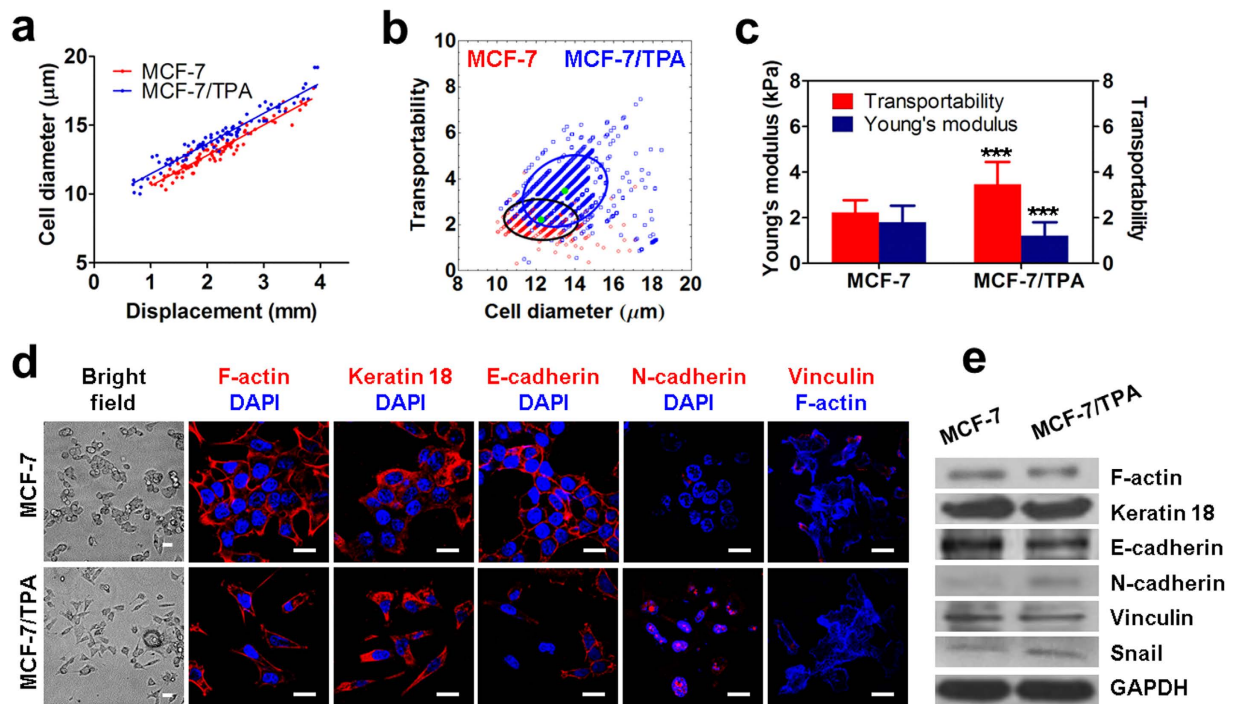 a
20
15
10
5
0
1
2
3
4
5
Cell diameter (μm)
Displacement (mm)
MCF-7
MCF-7/TPA
b
10
8
6
4
2
0
8
10
12
14
16
18
20
Transportability
Cell diameter (μm)
MCF-7
MCF-7/TPA
c
8
6
4
2
0
8
6
4
2
0
Young's modulus (kPa)
Transportability
Transportability
Young's modulus
***
***
MCF-7
MCF-7/TPA
d
Bright
field
F-actin
DAPI
Keratin 18
DAPI
E-cadherin
DAPI
N-cadherin
DAPI
Vinculin
F-actin
MCF-7
MCF-7/TPA
e
MCF-7
MCF-7/TPA
F-actin
Keratin 18
E-cadherin
N-cadherin
Vinculin
Snail
GAPDH